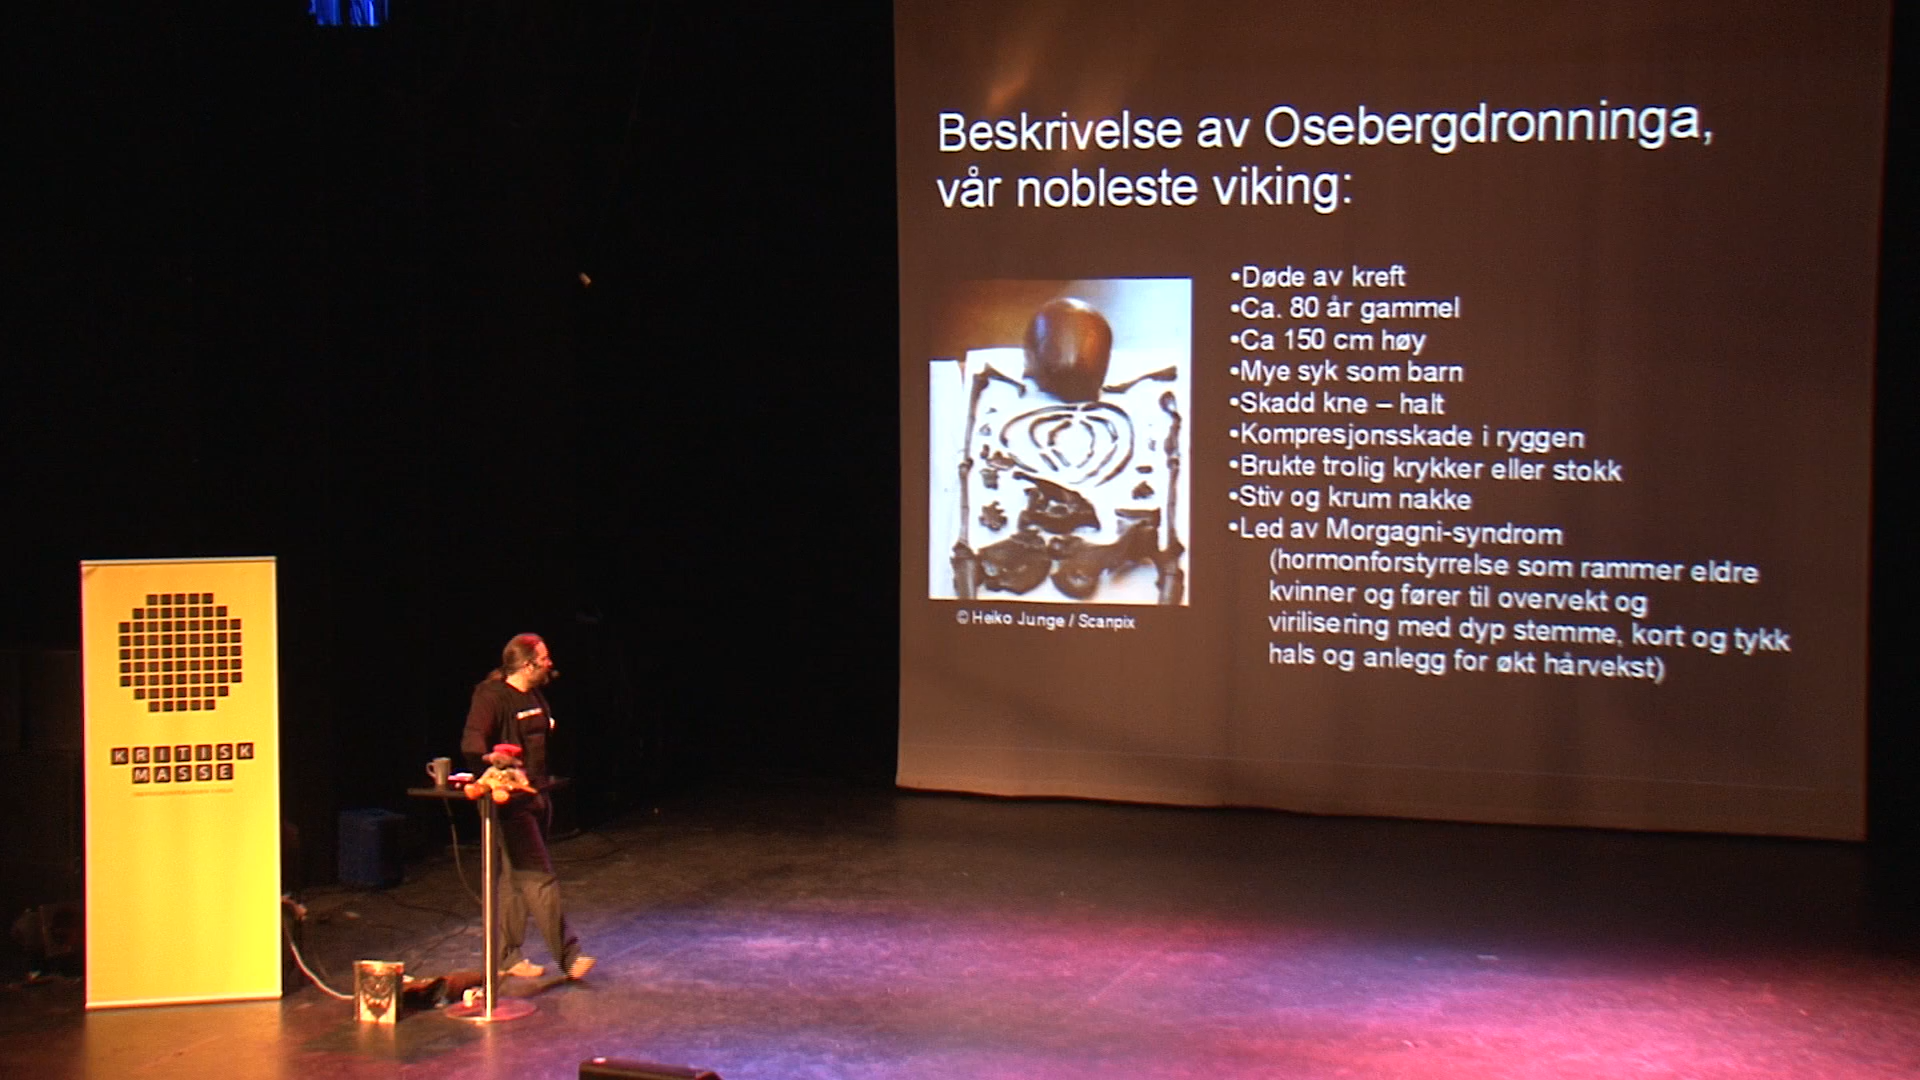 Beskrivelse av Osebergdronninga,
vår nobleste viking:
•Døde av kreft
•Ca. 80 år gammel
•Ca 150 cm høy
•Mye syk som barn
•Skadd kne – halt
•Kompresjonsskade i ryggen
•Brukte trolig krykker eller stokk
•Stiv og krum nakke
•Led av Morgagni-syndrom
(hormonforstyrrelse som rammer eldre
kvinner og fører til overvekt og
virilisering med dyp stemme, kort og tykk
hals og anlegg for økt hårvekst)
© Heiko Junge / Scanpix
KRITISK
MASSE